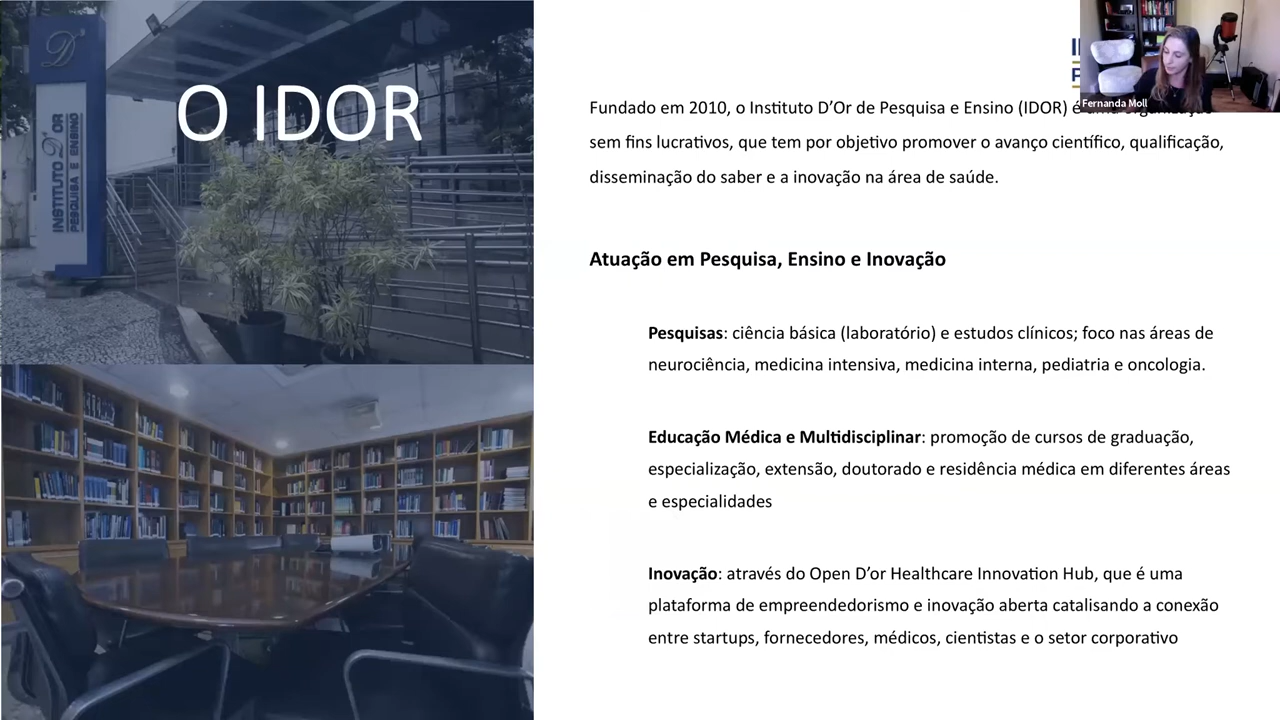 O IDOR
D'
INSTITUTO D'OR
PESQUISA E ENSINO
Fernanda Moll
Fundado em 2010, o Instituto D’Or de Pesquisa e Ensino (IDOR) é uma organização
sem fins lucrativos, que tem por objetivo promover o avanço científico, qualificação,
disseminação do saber e a inovação na área de saúde.
Atuação em Pesquisa, Ensino e Inovação
Pesquisas: ciência básica (laboratório) e estudos clínicos; foco nas áreas de
neurociência, medicina intensiva, medicina interna, pediatria e oncologia.
Educação Médica e Multidisciplinar: promoção de cursos de graduação,
especialização, extensão, doutorado e residência médica em diferentes áreas
e especialidades
Inovação: através do Open D’or Healthcare Innovation Hub, que é uma
plataforma de empreendedorismo e inovação aberta catalisando a conexão
entre startups, fornecedores, médicos, cientistas e o setor corporativo